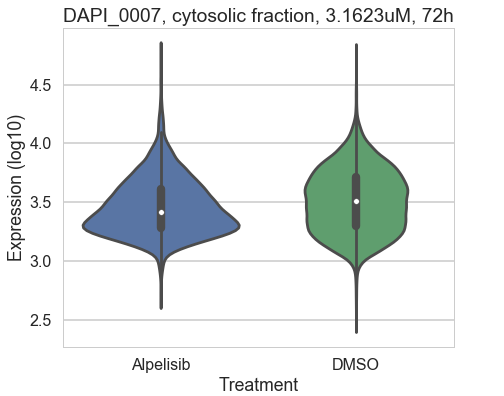 DAPI_0007, cytosolic fraction, 3.1623uM, 72h
Expression (log10)
4.5
4.0
3.5
3.0
2.5
Alpelisib
DMSO
Treatment